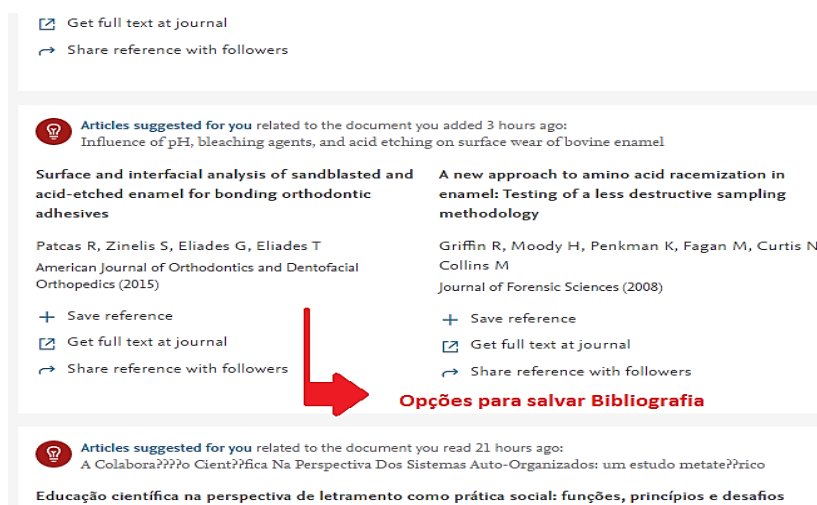 Get full text at journal
Share reference with followers
Articles suggested for you related to the document you added 3 hours ago:
Influence of pH, bleaching agents, and acid etching on surface wear of bovine enamel
Surface and interfacial analysis of sandblasted and
acid-etched enamel for bonding orthodontic
adhesives
Patcas R, Zinelis S, Eliades G, Eliades T
American Journal of Orthodontics and Dentofacial
Orthopedics (2015)
Save reference
Get full text at journal
Share reference with followers
A new approach to amino acid racemization in
enamel: Testing of a less destructive sampling
methodology
Griffin R, Moody H, Penkman K, Fagan M, Curtis N
Collins M
Journal of Forensic Sciences (2008)
Save reference
Get full text at journal
Share reference with followers
Opções para salvar Bibliografia
Articles suggested for you related to the document you read 21 hours ago:
A Colabora????o Cient??fica Na Perspectiva Dos Sistemas Auto-Organizados: um estudo metate??rico
Educação científica na perspectiva de letramento como prática social: funções, princípios e desafios